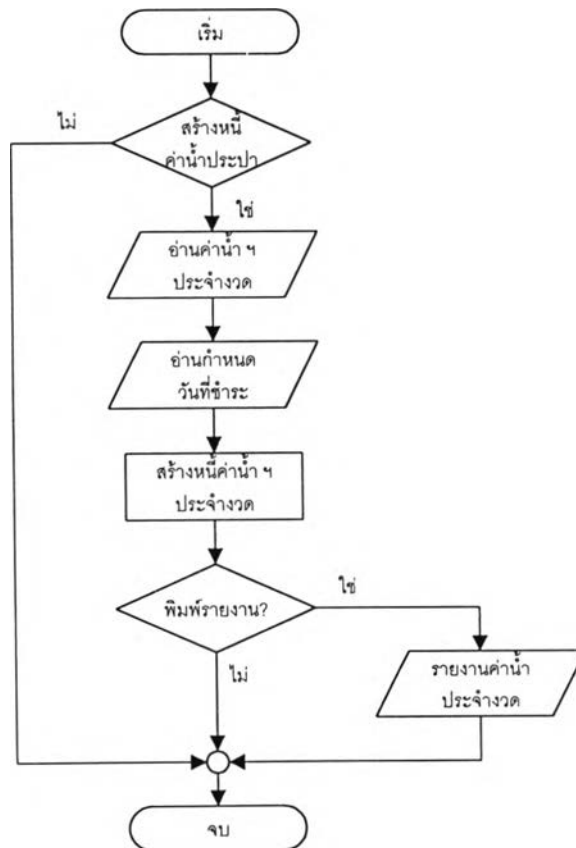 เริ่ม
ไม่
สร้างหนี้
ค่าน้ำประปา
ใช่
อ่านค่าน้ำ ฯ
ประจำงวด
อ่านกำหนด
วันที่ชำระ
สร้างหนี้ค่าน้ำ ฯ
ประจำงวด
ใช่
พิมพ์รายงาน?
ไม่
รายงานค่าน้ำ
ประจำงวด
จบ